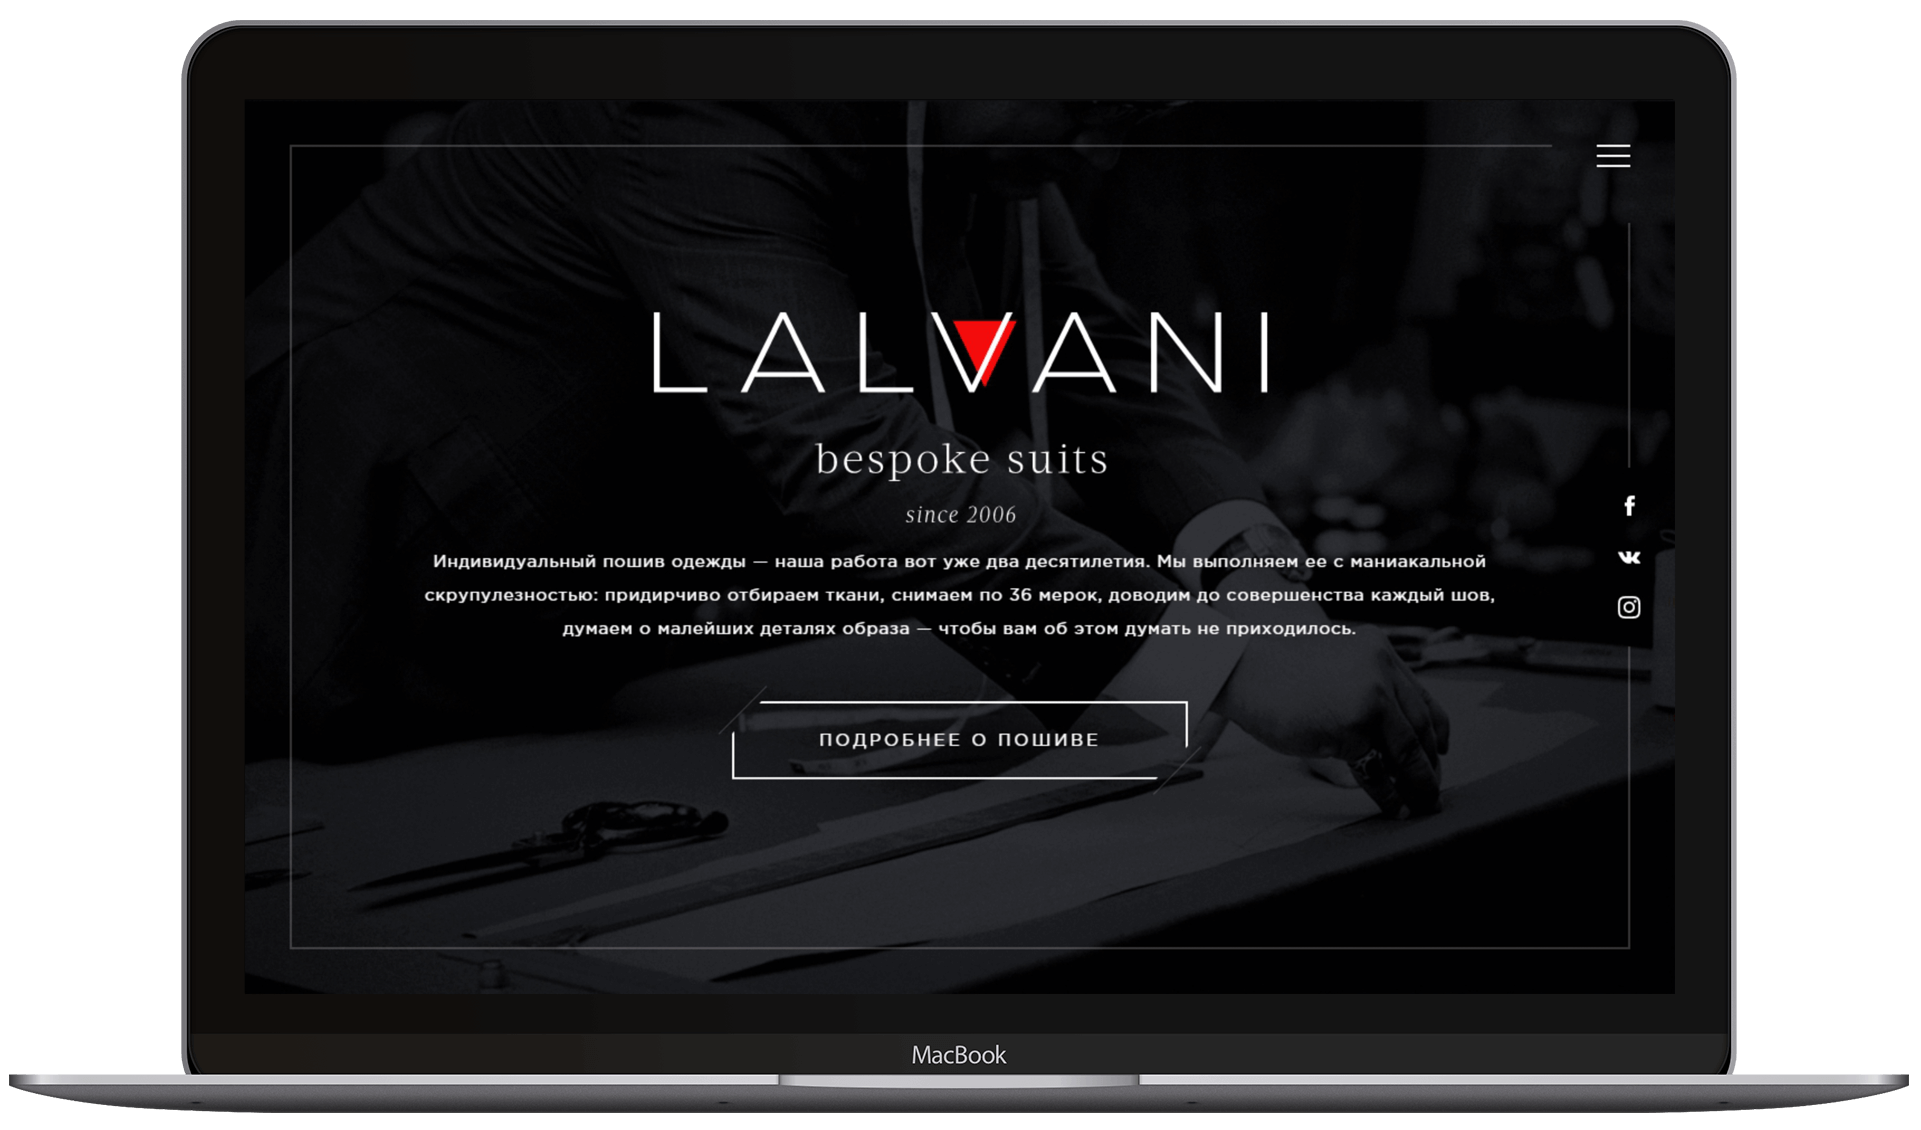 LALVANI
bespoke suits
since 2006
Индивидуальный пошив одежды — наша работа вот уже два десятилетия. Мы выполняем ее с маниакальной
скрупулезностью: придирчиво отбираем ткани, снимаем по 36 мерок, доводим до совершенства каждый шов,
думаем о малейших деталях образа — чтобы вам об этом думать не приходилось.
ПОДРОБНЕЕ О ПОШИВЕ
MacBook